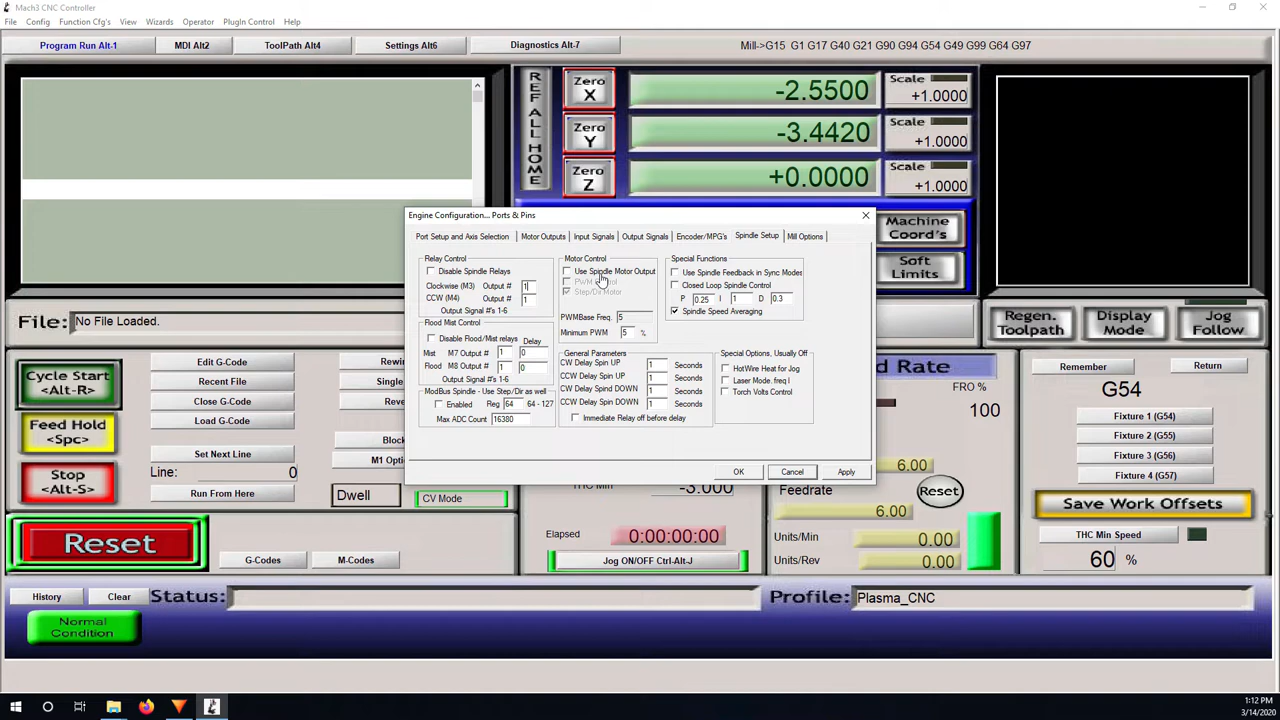 Mach3 CNC Controller
File Config Function Cfg's View Wizards Operator PlugIn Control Help
Program Run Alt-1 MDI Alt2 ToolPath Alt4 Settings Alt6 Diagnostics Alt-7 Mill->G15 G1 G17 G40 G21 G90 G94 G54 G49 G99 G64 G97
REF ALL HOME
Zero X -2.5500 Scale +1.0000
Zero Y -3.4420 Scale +1.0000
Zero Z +0.0000 Scale +1.0000
Machine Coord's
Soft Limits
Engine Configuration... Ports & Pins
Port Setup and Axis Selection Motor Outputs Input Signals Output Signals Encoder/MPG's Spindle Setup Mill Options
Relay Control
Disable Spindle Relays
Clockwise (M3) Output # 1
CCW (M4) Output # 1
Output Signal #'s 1-6
Flood Mist Control
Disable Flood/Mist relays Delay
Mist M7 Output # 1 0
Flood M8 Output # 1 0
Output Signal #'s 1-6
ModBus Spindle - Use Step/Dir as well
Enabled Reg 64 64 - 127
Max ADC Count 16380
Motor Control
Use Spindle Motor Output
PWM Control
Step/Dir Motor
PWMBase Freq. 5
Minimum PWM 5 %
General Parameters
CW Delay Spin UP 1 Seconds
CCW Delay Spin UP 1 Seconds
CW Delay Spind DOWN 1 Seconds
CCW Delay Spin DOWN 1 Seconds
Immediate Relay off before delay
Special Functions
Use Spindle Feedback in Sync Modes
Closed Loop Spindle Control
P 0.25 I 1 D 0.3
Spindle Speed Averaging
Special Options, Usually Off
HotWire Heat for Jog
Laser Mode. freq
Torch Volts Control
OK Cancel Apply
File: No File Loaded.
Regen. Toolpath
Display Mode
Jog Follow
Cycle Start <Alt-R>
Feed Hold <Spc>
Stop <Alt-S>
Reset
Edit G-Code
Recent File
Close G-Code
Load G-Code
Set Next Line
Line: 0
Run From Here
Rewin
Single
Reve
Block
M1 Optio
Dwell CV Mode
G-Codes M-Codes
THC Min -3.000
Elapsed 0:00:00:00
Jog ON/OFF Ctrl-Alt-J
d Rate
FRO %
100
6.00
Feedrate
6.00
Reset
Units/Min 0.00
Units/Rev 0.00
Remember Return
G54
Fixture 1 (G54)
Fixture 2 (G55)
Fixture 3 (G56)
Fixture 4 (G57)
Save Work Offsets
THC Min Speed
60 %
History Clear Status: Profile: Plasma_CNC
Normal Condition
1:12 PM
3/14/2020